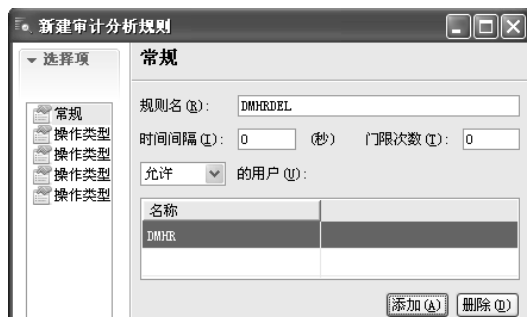 新建审计分析规则
选择项
常规
操作类型
操作类型
操作类型
操作类型
常规
规则名(R): DMHRDEL
时间间隔(I): 0 (秒) 门限次数(T): 0
允许 的用户(U):
名称
DMHR
添加(A) 删除(D)